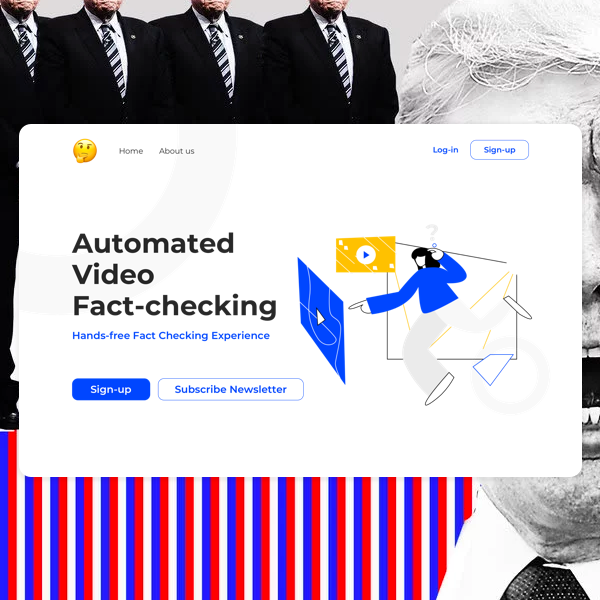 Home About us Log-in Sign-up
?
Automated
Video
Fact-checking
Hands-free Fact Checking Experience
Sign-up Subscribe Newsletter